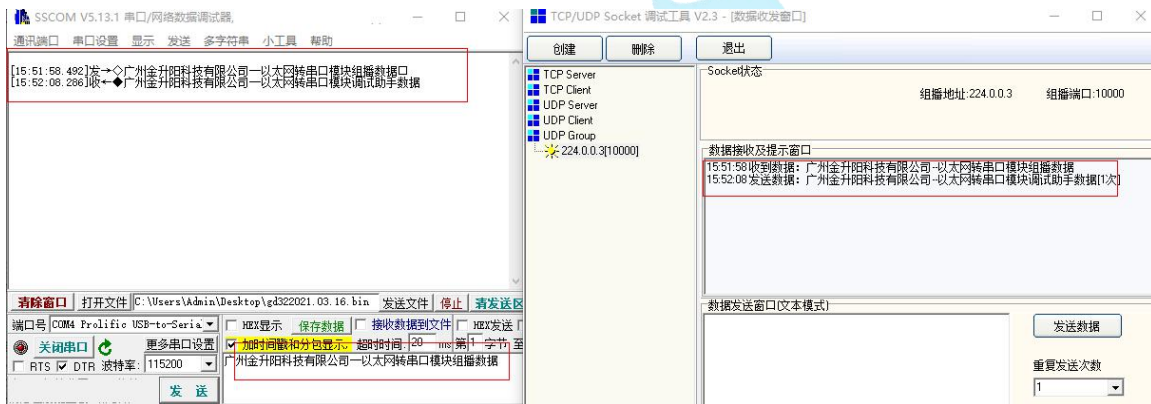 SSCOM V5.13.1 串口/网络数据调试器,
通讯端口 串口设置 显示 发送 多字符串 小工具 帮助
[15:51:58.492]发→◇广州金升阳科技有限公司一以太网转串口模块组播数据口
[15:52:08.286]收←◆广州金升阳科技有限公司一以太网转串口模块调试助手数据
清除窗口 打开文件 C:\Users\Admin\Desktop\gd322021.03.16.bin 发送文件 停止 清发送区
端口号 COM4 Prolific USB-to-Seria HEX显示 保存数据 接收数据到文件 HEX发送
关闭串口 更多串口设置 加时间戳和分包显示. 超时时间: 20 ms 第1 字节 至
RTS DTR 波特率: 115200 广州金升阳科技有限公司一以太网转串口模块组播数据
发 送
TCP/UDP Socket 调试工具 V2.3 - [数据收发窗口]
创建 删除 退出
TCP Server
TCP Client
UDP Server
UDP Client
UDP Group
224.0.0.3[10000]
Socket状态
组播地址:224.0.0.3 组播端口:10000
数据接收及提示窗口
15:51:58 收到数据：广州金升阳科技有限公司-以太网转串口模块组播数据
15:52:08 发送数据：广州金升阳科技有限公司-以太网转串口模块调试助手数据[1次]
数据发送窗口(文本模式)
发送数据
重复发送次数
1